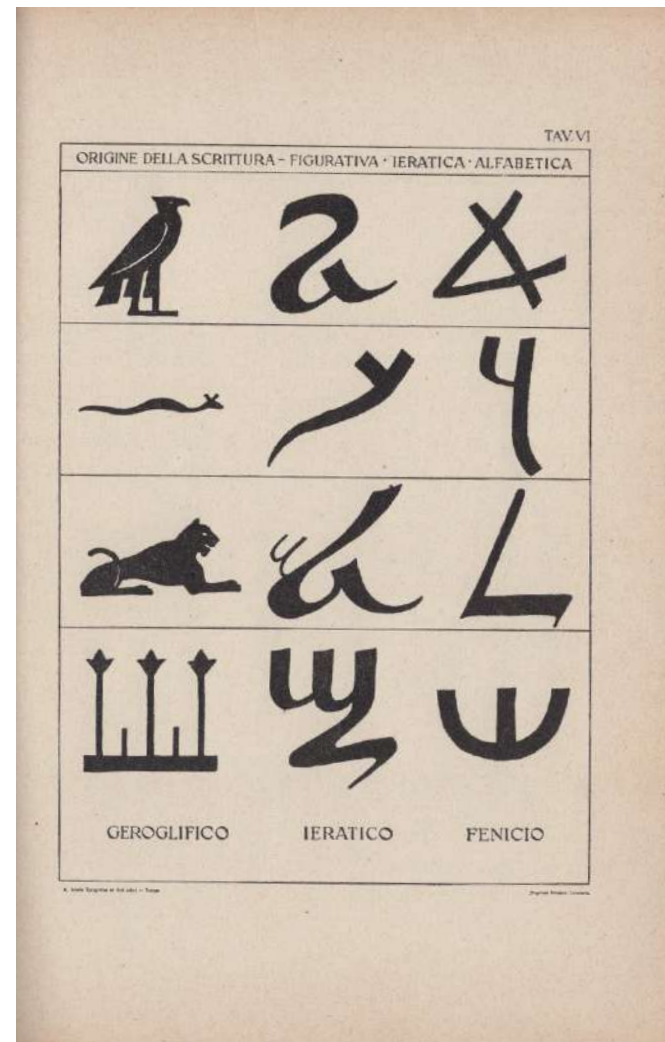 TAV. VI
ORIGINE DELLA SCRITTURA - FIGURATIVA · IERATICA · ALFABETICA
GEROGLIFICO IERATICO FENICIO